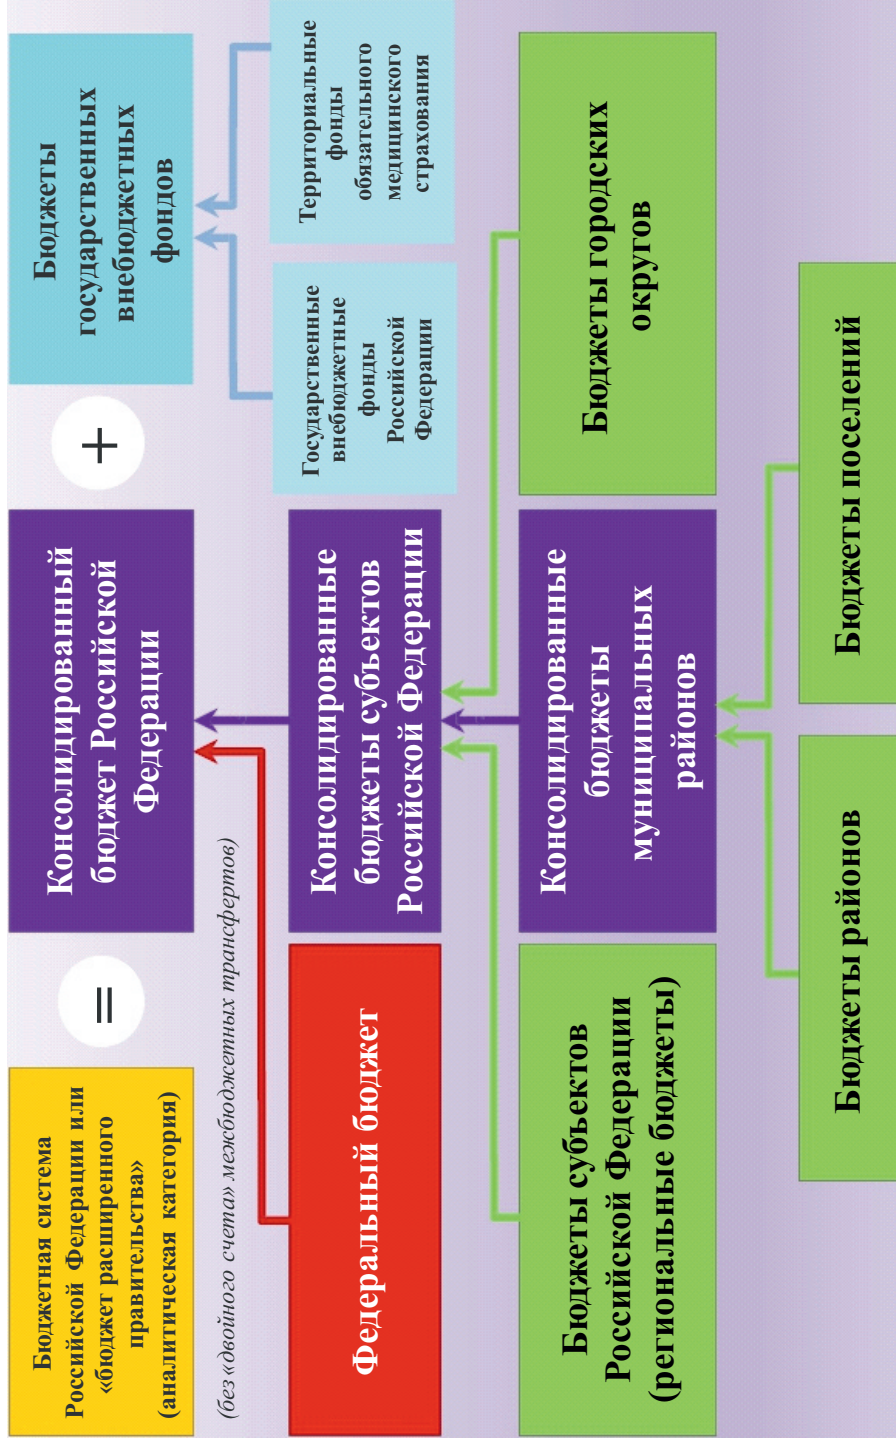 Бюджетная система
Российской Федерации или
«бюджет расширенного
правительства»
(аналитическая категория)
=
Консолидированный
бюджет Российской
Федерации
+
Бюджеты
государственных
внебюджетных
фондов
(без «двойного счета» межбюджетных трансфертов)
Федеральный бюджет
Консолидированные
бюджеты субъектов
Российской Федерации
Государственные
внебюджетные
фонды
Российской
Федерации
Территориальные
фонды
обязательного
медицинского
страхования
Бюджеты субъектов
Российской Федерации
(региональные бюджеты)
Консолидированные
бюджеты
муниципальных
районов
Бюджеты городских
округов
Бюджеты районов
Бюджеты поселений